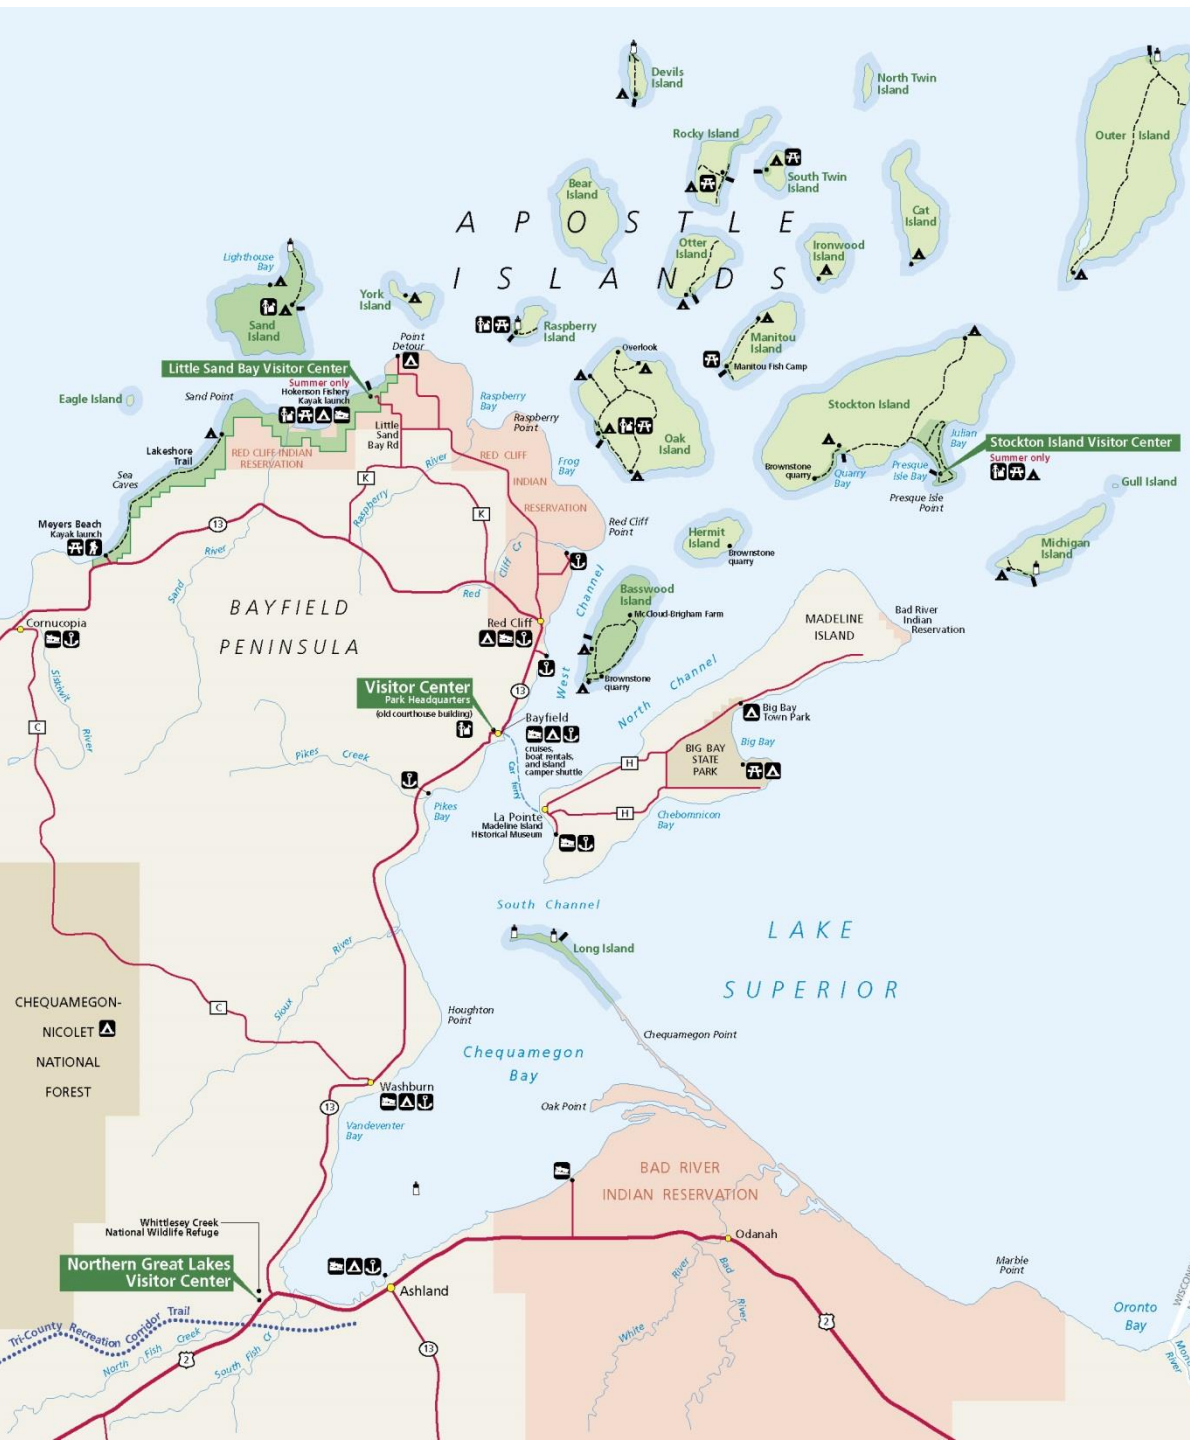 Devils
Island
North Twin
Island
Outer Island
Rocky Island
South Twin
Island
Bear
Island
Cat
Island
APOSTLE
ISLANDS
Otter
Island
Ironwood
Island
Lighthouse
Bay
Sand
Island
York
Island
Raspberry
Island
Manitou
Island
Manitou Fish Camp
Point
Detour
Overlook
Oak
Island
Little Sand Bay Visitor Center
Summer only
Hokenson Fishery
Kayak launch
Eagle Island
Sand Point
Little
Sand
Bay Rd
Raspberry
Bay
Raspberry
Point
Stockton Island
Julian
Bay
Stockton Island Visitor Center
Summer only
Lakeshore
Trail
RED CLIFF INDIAN
RESERVATION
Sea
Caves
River
Raspberry
RED CLIFF
INDIAN
RESERVATION
Frog
Bay
Brownstone
quarry
Quarry
Bay
Presque
Isle Bay
Presque Isle
Point
Gull Island
K
K
Meyers Beach
Kayak launch
13
Red Cliff
Point
Hermit
Island
Brownstone
quarry
Michigan
Island
River
Sand
Red
Cliff Cr
Channel
West
Basswood
Island
McCloud-Brigham Farm
Brownstone
quarry
BAYFIELD
PENINSULA
Red Cliff
MADELINE
ISLAND
Bad River
Indian
Reservation
Cornucopia
Siskiwit
River
C
Visitor Center
Park Headquarters
(old courthouse building)
13
North Channel
Bayfield
cruises,
boat rentals,
and island
camper shuttle
Car ferry
Big Bay
Town Park
Big Bay
BIG BAY
STATE
PARK
H
H
Pikes Creek
Pikes
Bay
La Pointe
Madeline Island
Historical Museum
Chebomnicon
Bay
South Channel
Long Island
LAKE
SUPERIOR
River
Sioux
C
CHEQUAMEGON-
NICOLET
NATIONAL
FOREST
Houghton
Point
Chequamegon Point
Chequamegon
Bay
Washburn
13
Vandeventer
Bay
Oak Point
BAD RIVER
INDIAN RESERVATION
Whittlesey Creek
National Wildlife Refuge
Northern Great Lakes
Visitor Center
Ashland
Odanah
Marble
Point
Oronto
Bay
River
White
Bad
River
Tri-County Recreation Corridor Trail
North Fish Creek
South Fish Cr
2
13
2
River